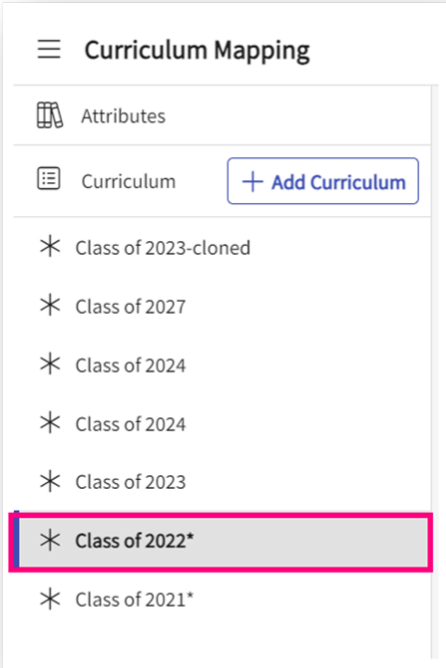 Curriculum Mapping
Attributes
Curriculum + Add Curriculum
Class of 2023-cloned
Class of 2027
Class of 2024
Class of 2024
Class of 2023
Class of 2022*
Class of 2021*